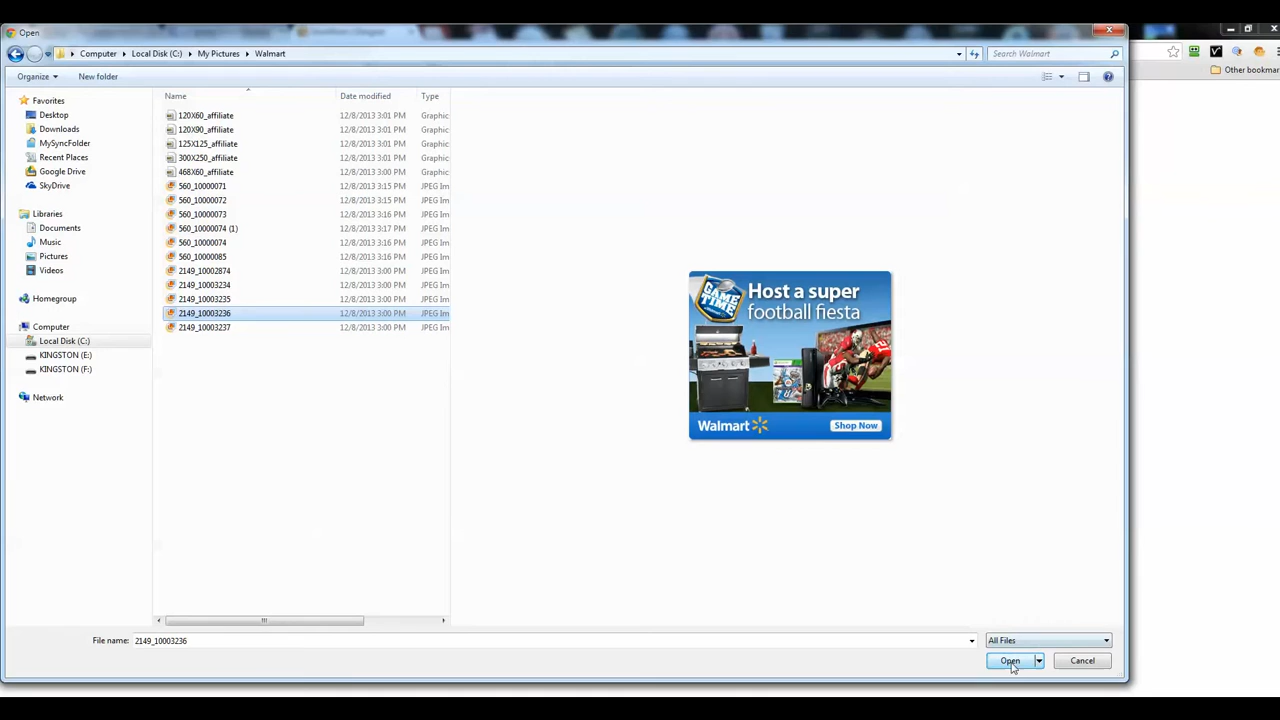 Open
Computer Local Disk (C:) My Pictures Walmart
Search Walmart
Other bookmar
Organize New folder
Name Date modified Type
Favorites
Desktop
Downloads
MySyncFolder
Recent Places
Google Drive
SkyDrive
Libraries
Documents
Music
Pictures
Videos
Homegroup
Computer
Local Disk (C:)
KINGSTON (E:)
KINGSTON (F:)
Network
120X60_affiliate 12/8/2013 3:01 PM Graphic
120X90_affiliate 12/8/2013 3:01 PM Graphic
125X125_affiliate 12/8/2013 3:01 PM Graphic
300X250_affiliate 12/8/2013 3:01 PM Graphic
468X60_affiliate 12/8/2013 3:00 PM Graphic
560_10000071 12/8/2013 3:15 PM JPEG Im
560_10000072 12/8/2013 3:15 PM JPEG Im
560_10000073 12/8/2013 3:16 PM JPEG Im
560_10000074 (1) 12/8/2013 3:17 PM JPEG Im
560_10000074 12/8/2013 3:16 PM JPEG Im
560_10000085 12/8/2013 3:16 PM JPEG Im
2149_10002874 12/8/2013 3:00 PM JPEG Im
2149_10003234 12/8/2013 3:00 PM JPEG Im
2149_10003235 12/8/2013 3:00 PM JPEG Im
2149_10003236 12/8/2013 3:00 PM JPEG Im
2149_10003237 12/8/2013 3:00 PM JPEG Im
GAME
TIME
Host a super
football fiesta
Walmart Shop Now
File name: 2149_10003236 All Files
Open Cancel